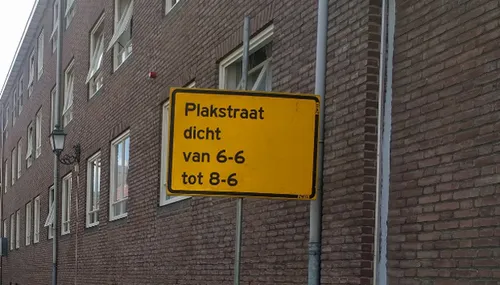 Plakstraat
dicht
van 6-6
tot 8-6